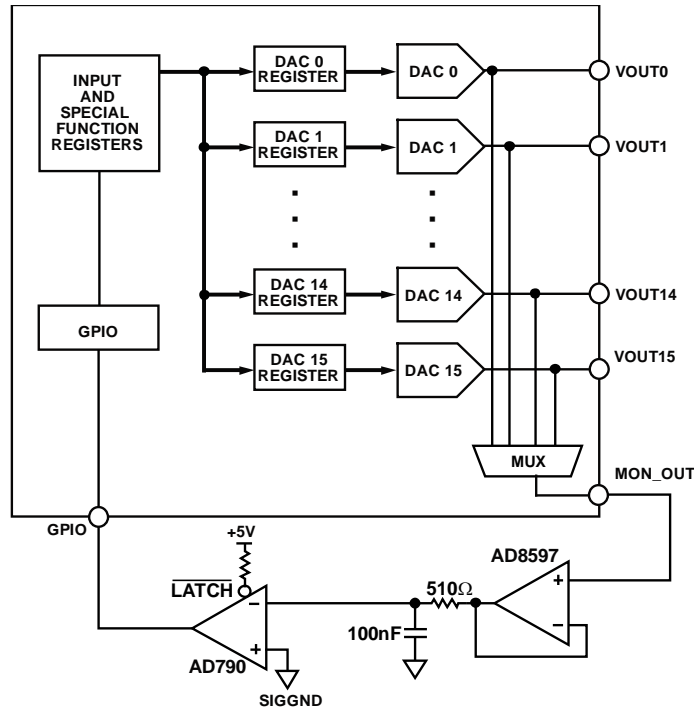 INPUT
AND
SPECIAL
FUNCTION
REGISTERS
DAC 0
REGISTER
DAC 0
VOUT0
DAC 1
REGISTER
DAC 1
VOUT1
DAC 14
REGISTER
DAC 14
VOUT14
GPIO
DAC 15
REGISTER
DAC 15
VOUT15
MUX
MON_OUT
GPIO
+5V
LATCH
AD8597
510Ω
+
–
–
+
100nF
AD790
SIGGND